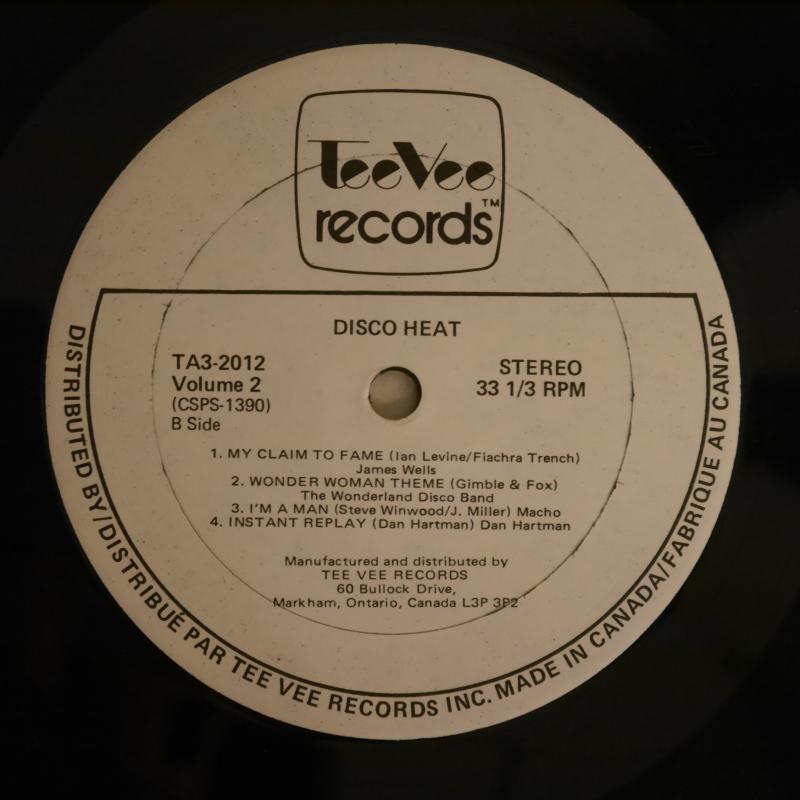 TeeVee
records™
DISCO HEAT
TA3-2012
Volume 2
(CSPS-1390)
B Side
STEREO
33 1/3 RPM
1. MY CLAIM TO FAME (Ian Levine/Fiachra Trench)
James Wells
2. WONDER WOMAN THEME (Gimble & Fox)
The Wonderland Disco Band
3. I'M A MAN (Steve Winwood/J. Miller) Macho
4. INSTANT REPLAY (Dan Hartman) Dan Hartman
Manufactured and distributed by
TEE VEE RECORDS
60 Bullock Drive,
Markham, Ontario, Canada L3P 3P2
DISTRIBUTED BY/DISTRIBUÉ PAR TEE VEE RECORDS INC. MADE IN CANADA/FABRIQUE AU CANADA